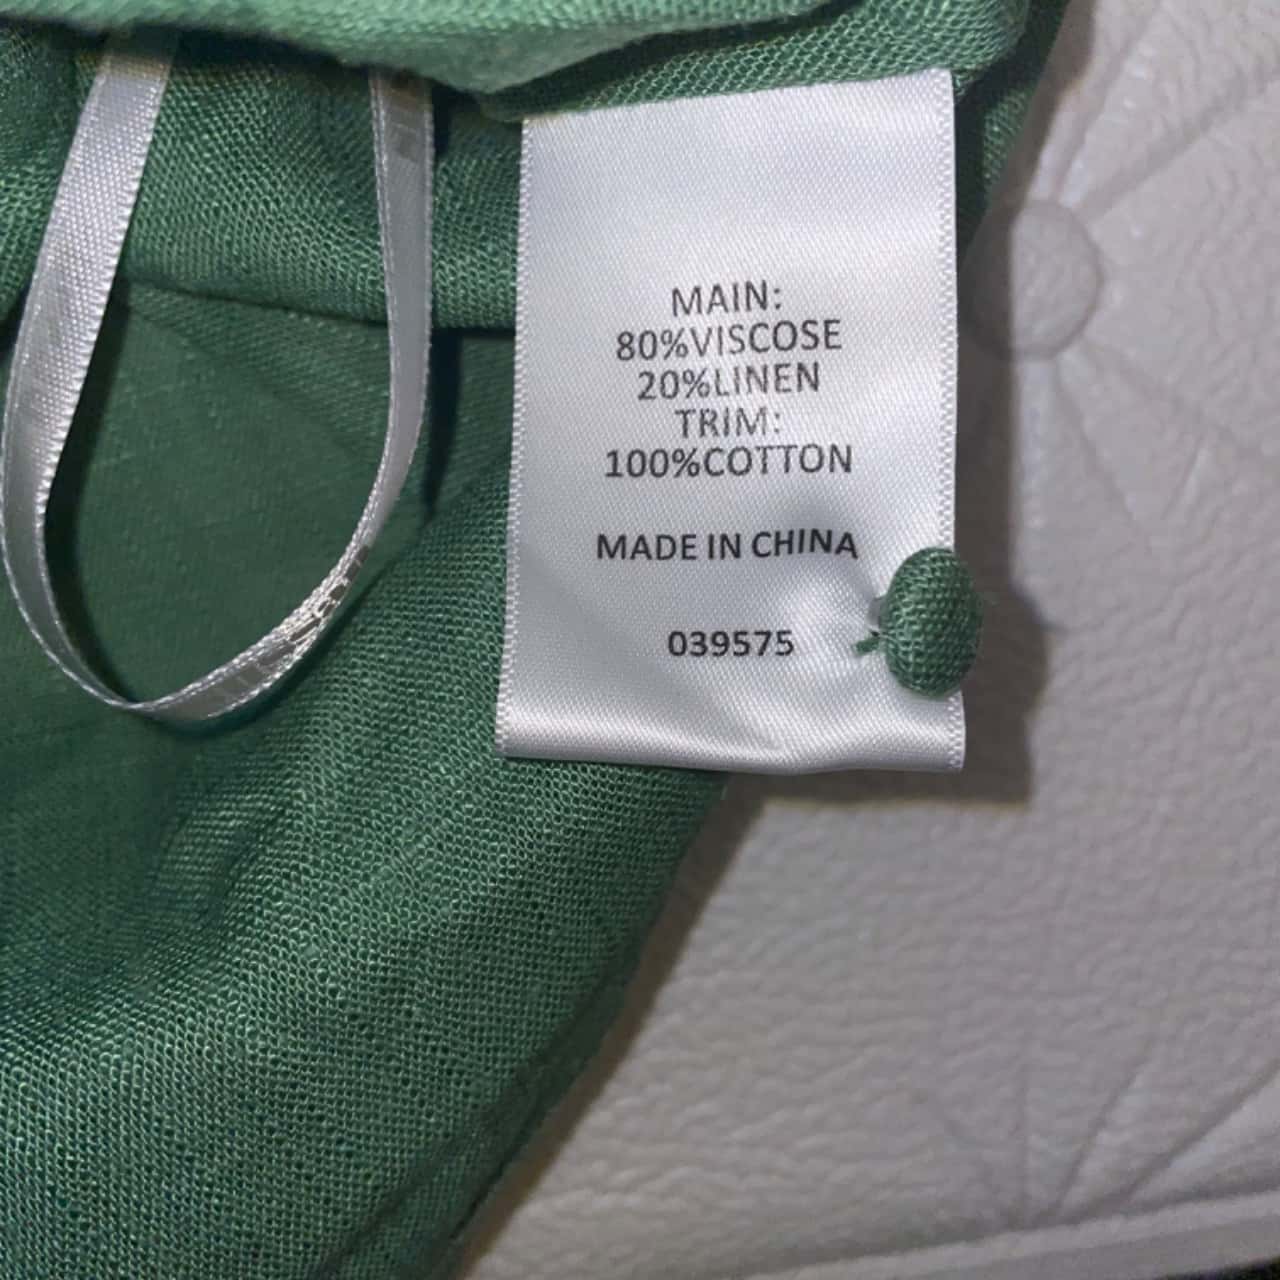 MAIN:
80%VISCOSE
20%LINEN
TRIM:
100%COTTON
MADE IN CHINA
039575